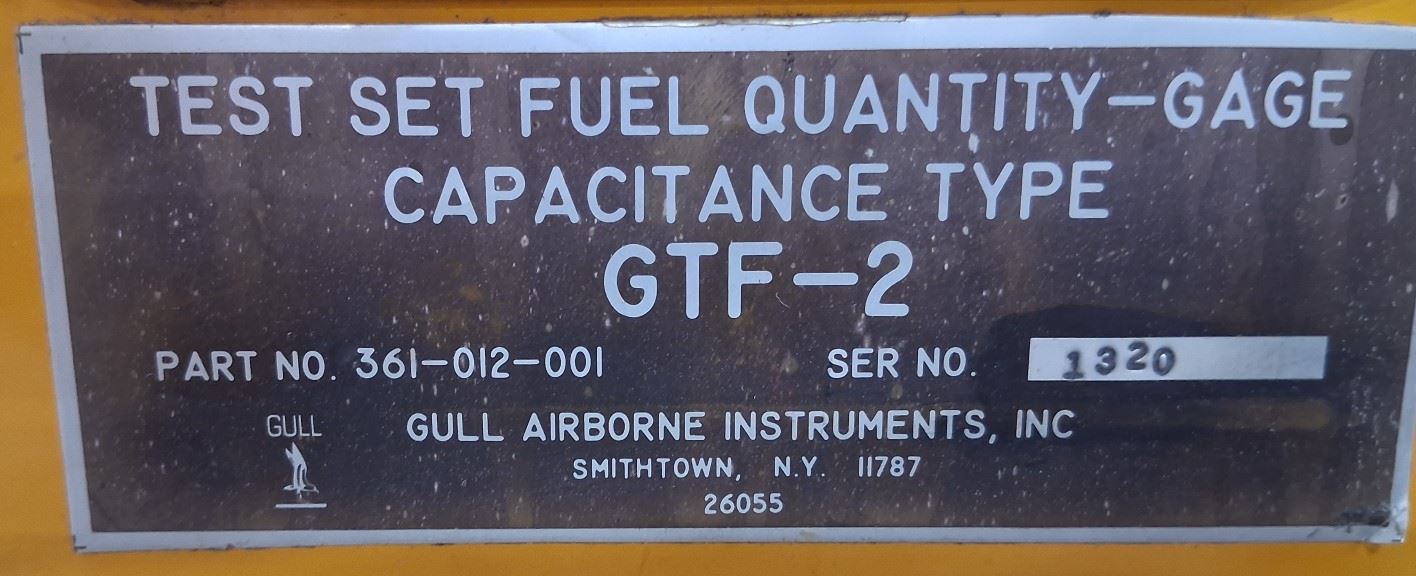 TEST SET FUEL QUANTITY-GAGE
CAPACITANCE TYPE
GTF-2
PART NO. 361-012-001 SER NO. 1320
GULL GULL AIRBORNE INSTRUMENTS, INC
SMITHTOWN, N.Y. 11787
26055